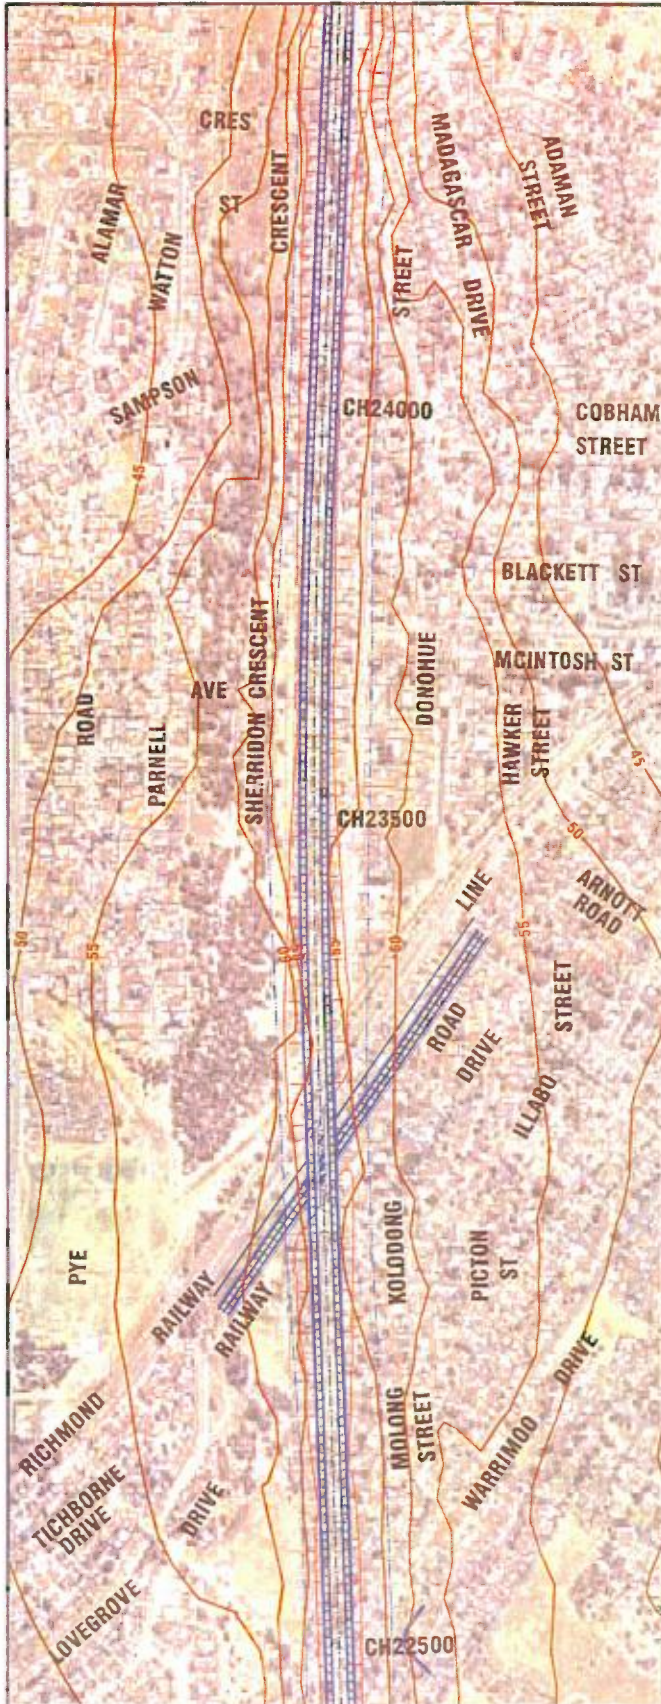 CRES
ST
CRESCENT
MADAGASCAR
DRIVE
ADAMAN
STREET
ALAMAR
WATTON
STREET
SAMPSON
CH24000
COBHAM
STREET
45
BLACKETT ST
MCINTOSH ST
AVE
SHERRIDON CRESCENT
DONOHUE
ROAD
PARNELL
HAWKER
STREET
45
CH23500
50
ARNOTT
ROAD
LINE
50
55
60
65
65
60
55
ROAD
DRIVE
STREET
ILLABO
PYE
RAILWAY
RAILWAY
KOLODONG
PICTON
ST
DRIVE
RICHMOND
MOLONG
STREET
WARRIMOO
TICHBORNE
DRIVE
DRIVE
LOVEGROVE
CH22500